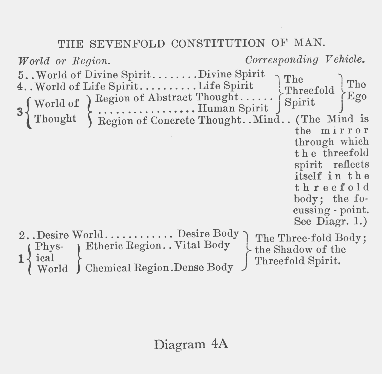 THE SEVENFOLD CONSTITUTION OF MAN.
World or Region. Corresponding Vehicle.
5..World of Divine Spirit........Divine Spirit
4..World of Life Spirit..........Life Spirit
The Threefold Spirit
The Ego
3 World of Thought
Region of Abstract Thought......
................Human Spirit
Region of Concrete Thought..Mind.. (The Mind is
the mirror
through which
the threefold
spirit reflects
itself in the
threefold
body; the fo-
cussing-point.
See Diagr. 1.)
2..Desire World............ Desire Body
1 Phys-ical World
Etheric Region.. Vital Body
Chemical Region.Dense Body
The Three-fold Body;
the Shadow of the
Threefold Spirit.
Diagram 4A